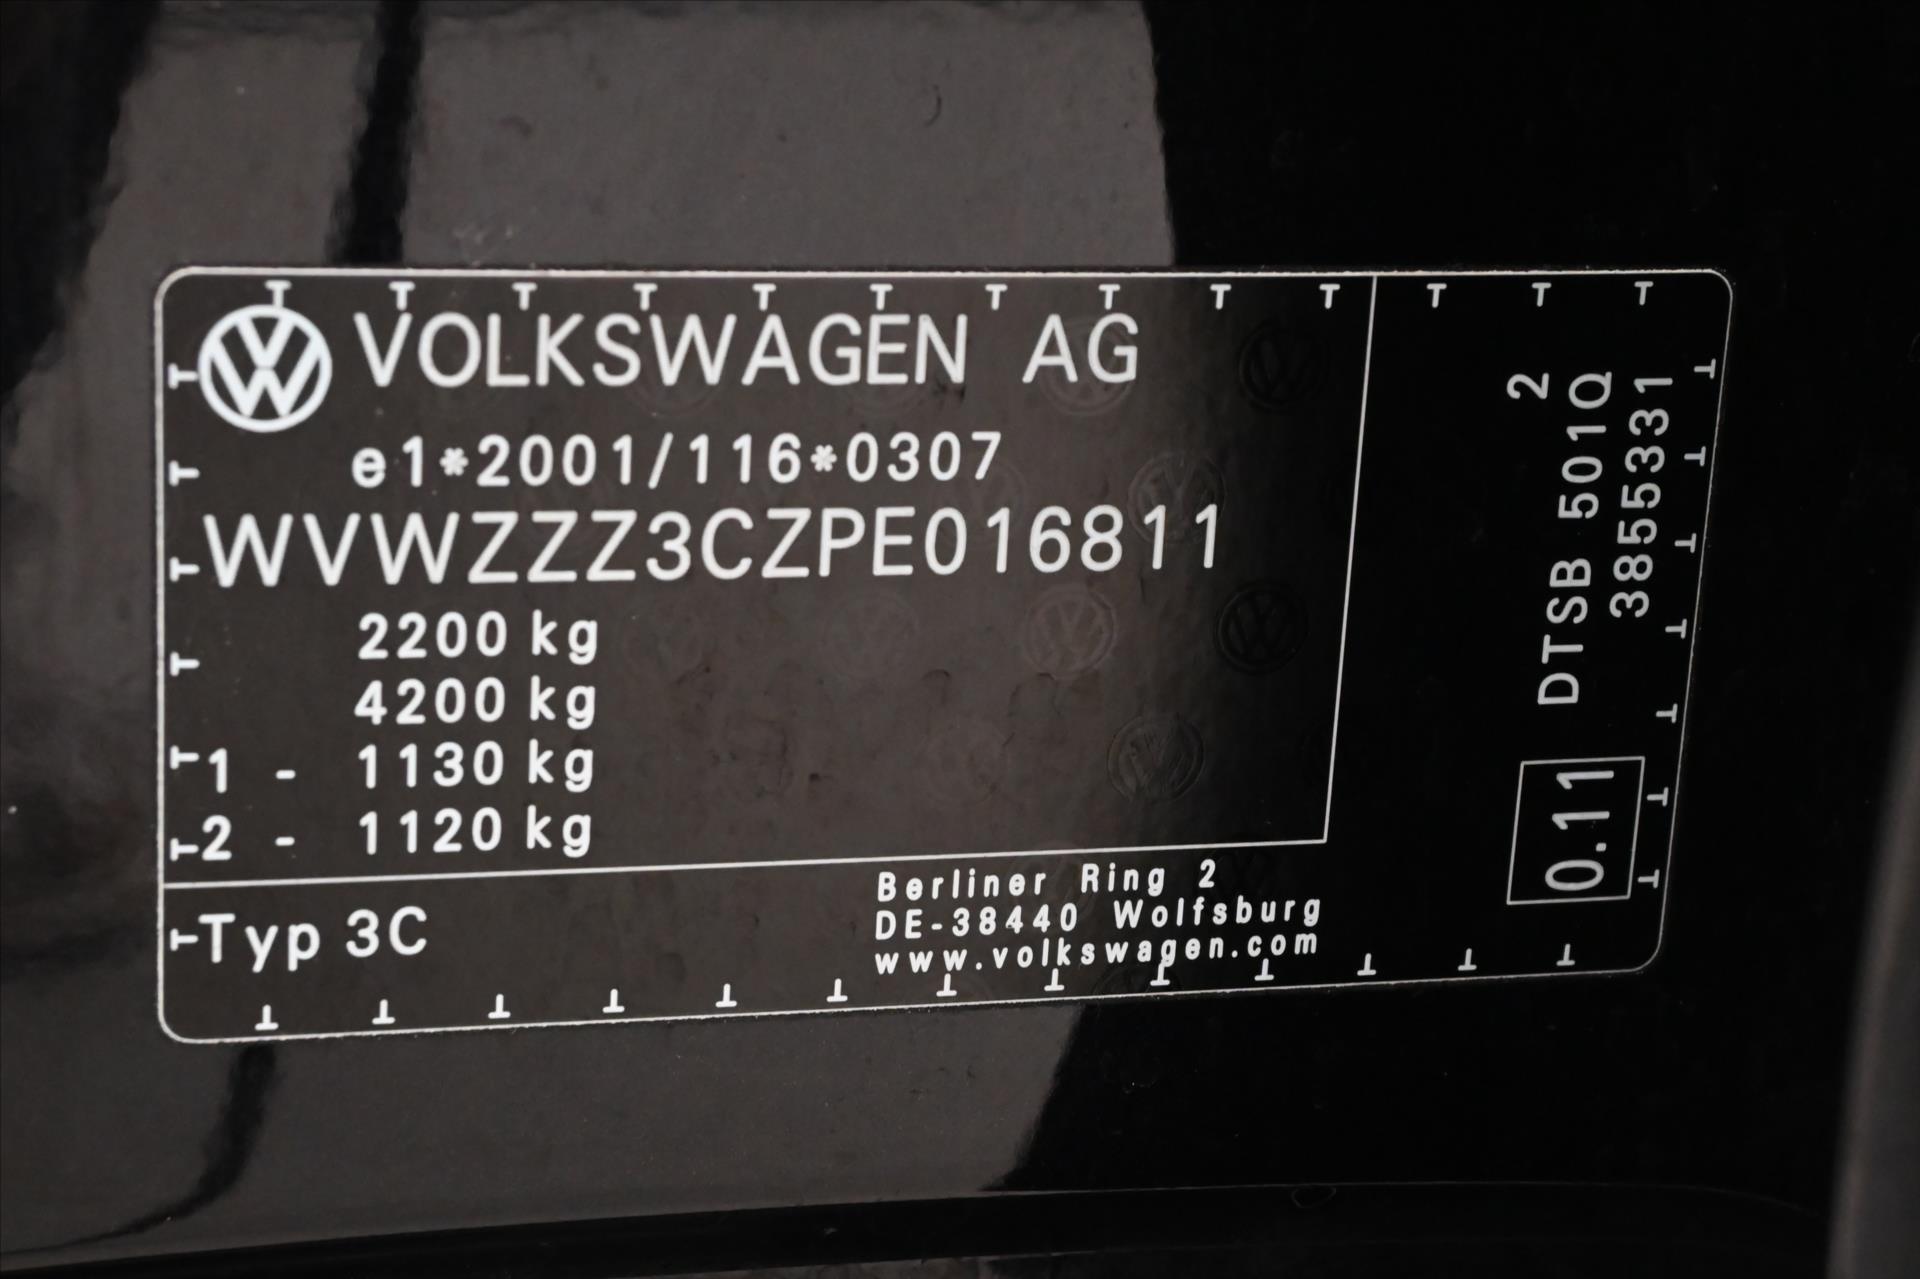 VOLKSWAGEN AG
e1*2001/116*0307
WVWZZZ3CZPE016811
2200 kg
4200 kg
1 - 1130 kg
2 - 1120 kg
Typ 3C
Berliner Ring 2
DE-38440 Wolfsburg
www.volkswagen.com
2
DTSB 501Q
3855331
0.11